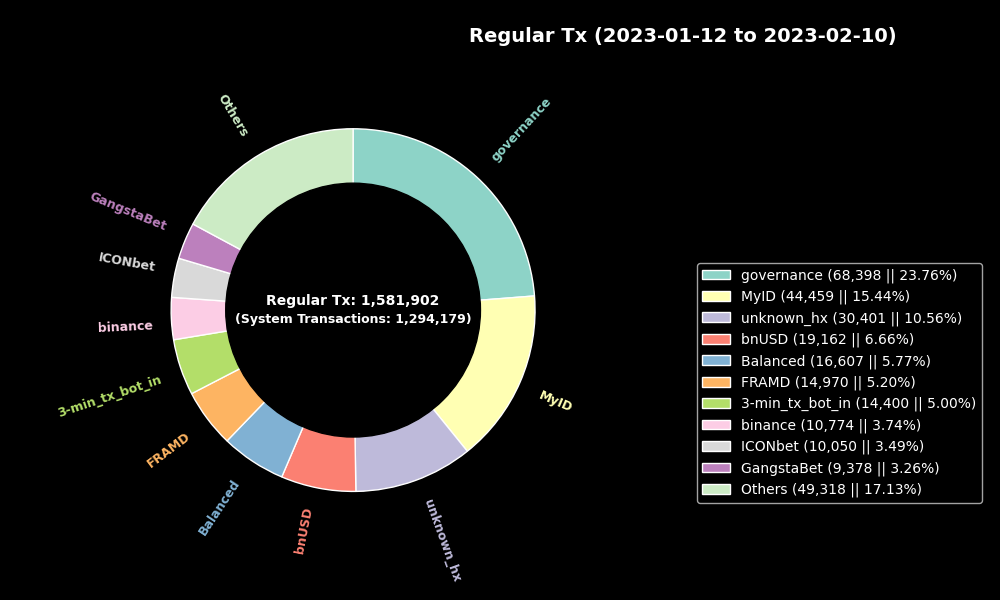 Regular Tx (2023-01-12 to 2023-02-10)
Others
governance
GangstaBet
ICONbet
binance
3-min_tx_bot_in
FRAMD
Balanced
bnUSD
unknown_hx
MyID
Regular Tx: 1,581,902
(System Transactions: 1,294,179)
governance (68,398 || 23.76%)
MyID (44,459 || 15.44%)
unknown_hx (30,401 || 10.56%)
bnUSD (19,162 || 6.66%)
Balanced (16,607 || 5.77%)
FRAMD (14,970 || 5.20%)
3-min_tx_bot_in (14,400 || 5.00%)
binance (10,774 || 3.74%)
ICONbet (10,050 || 3.49%)
GangstaBet (9,378 || 3.26%)
Others (49,318 || 17.13%)